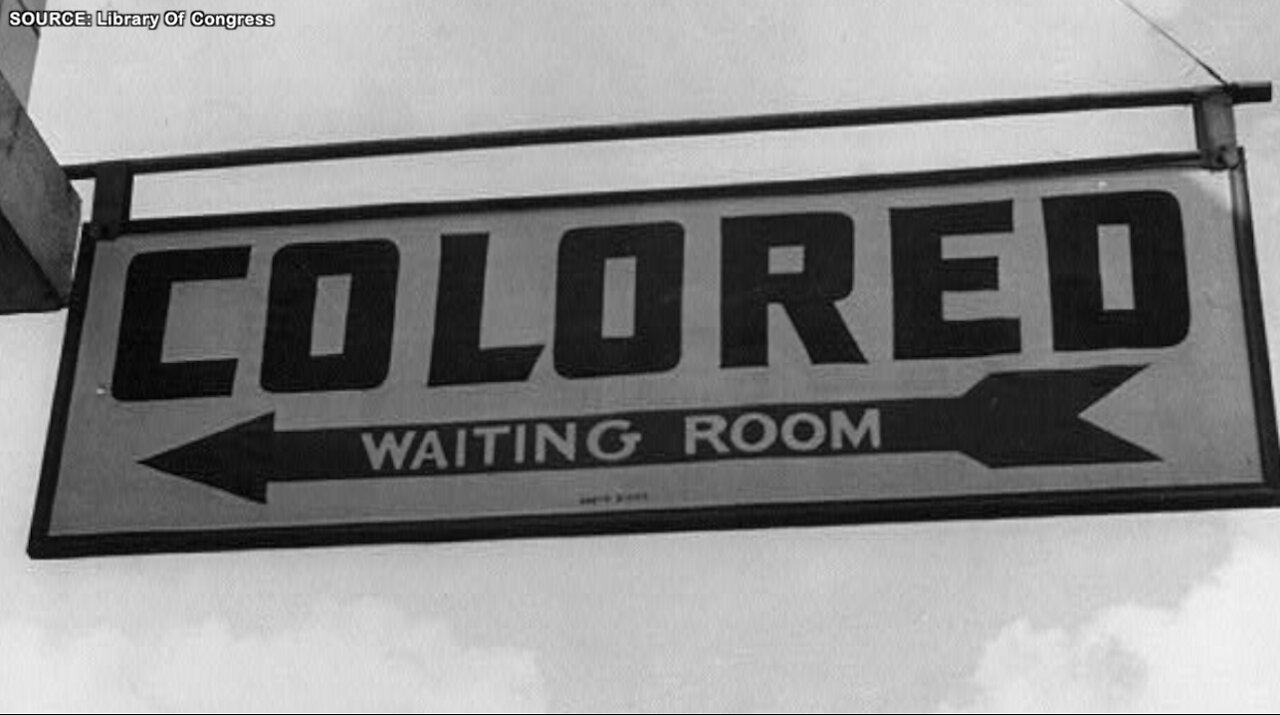 SOURCE: Library Of Congress
COLORED
WAITING ROOM